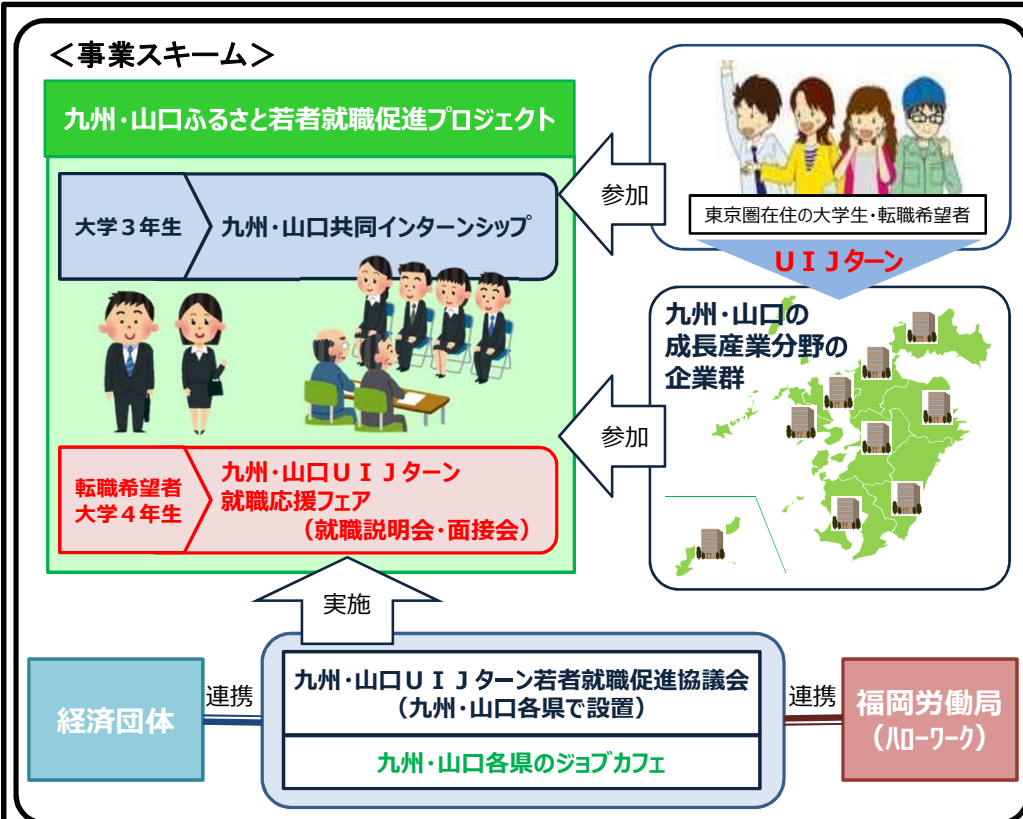 ＜事業スキーム＞
九州・山口ふるさと若者就職促進プロジェクト
大学３年生
九州・山口共同インターンシップ
転職希望者
大学４年生
九州・山口ＵＩＪターン
就職応援フェア
（就職説明会・面接会）
参加
東京圏在住の大学生・転職希望者
ＵＩＪターン
九州・山口の
成長産業分野の
企業群
参加
実施
経済団体
連携
九州・山口ＵＩＪターン若者就職促進協議会
（九州・山口各県で設置）
九州・山口各県のジョブカフェ
連携
福岡労働局
（ﾊﾛｰﾜｰｸ）